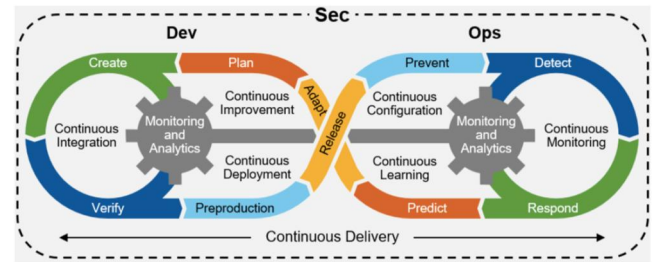 Sec
Dev
Ops
Create
Plan
Adapt
Release
Prevent
Detect
Continuous
Integration
Monitoring
and
Analytics
Continuous
Improvement
Continuous
Deployment
Continuous
Configuration
Continuous
Learning
Monitoring
and
Analytics
Continuous
Monitoring
Verify
Preproduction
Predict
Respond
Continuous Delivery